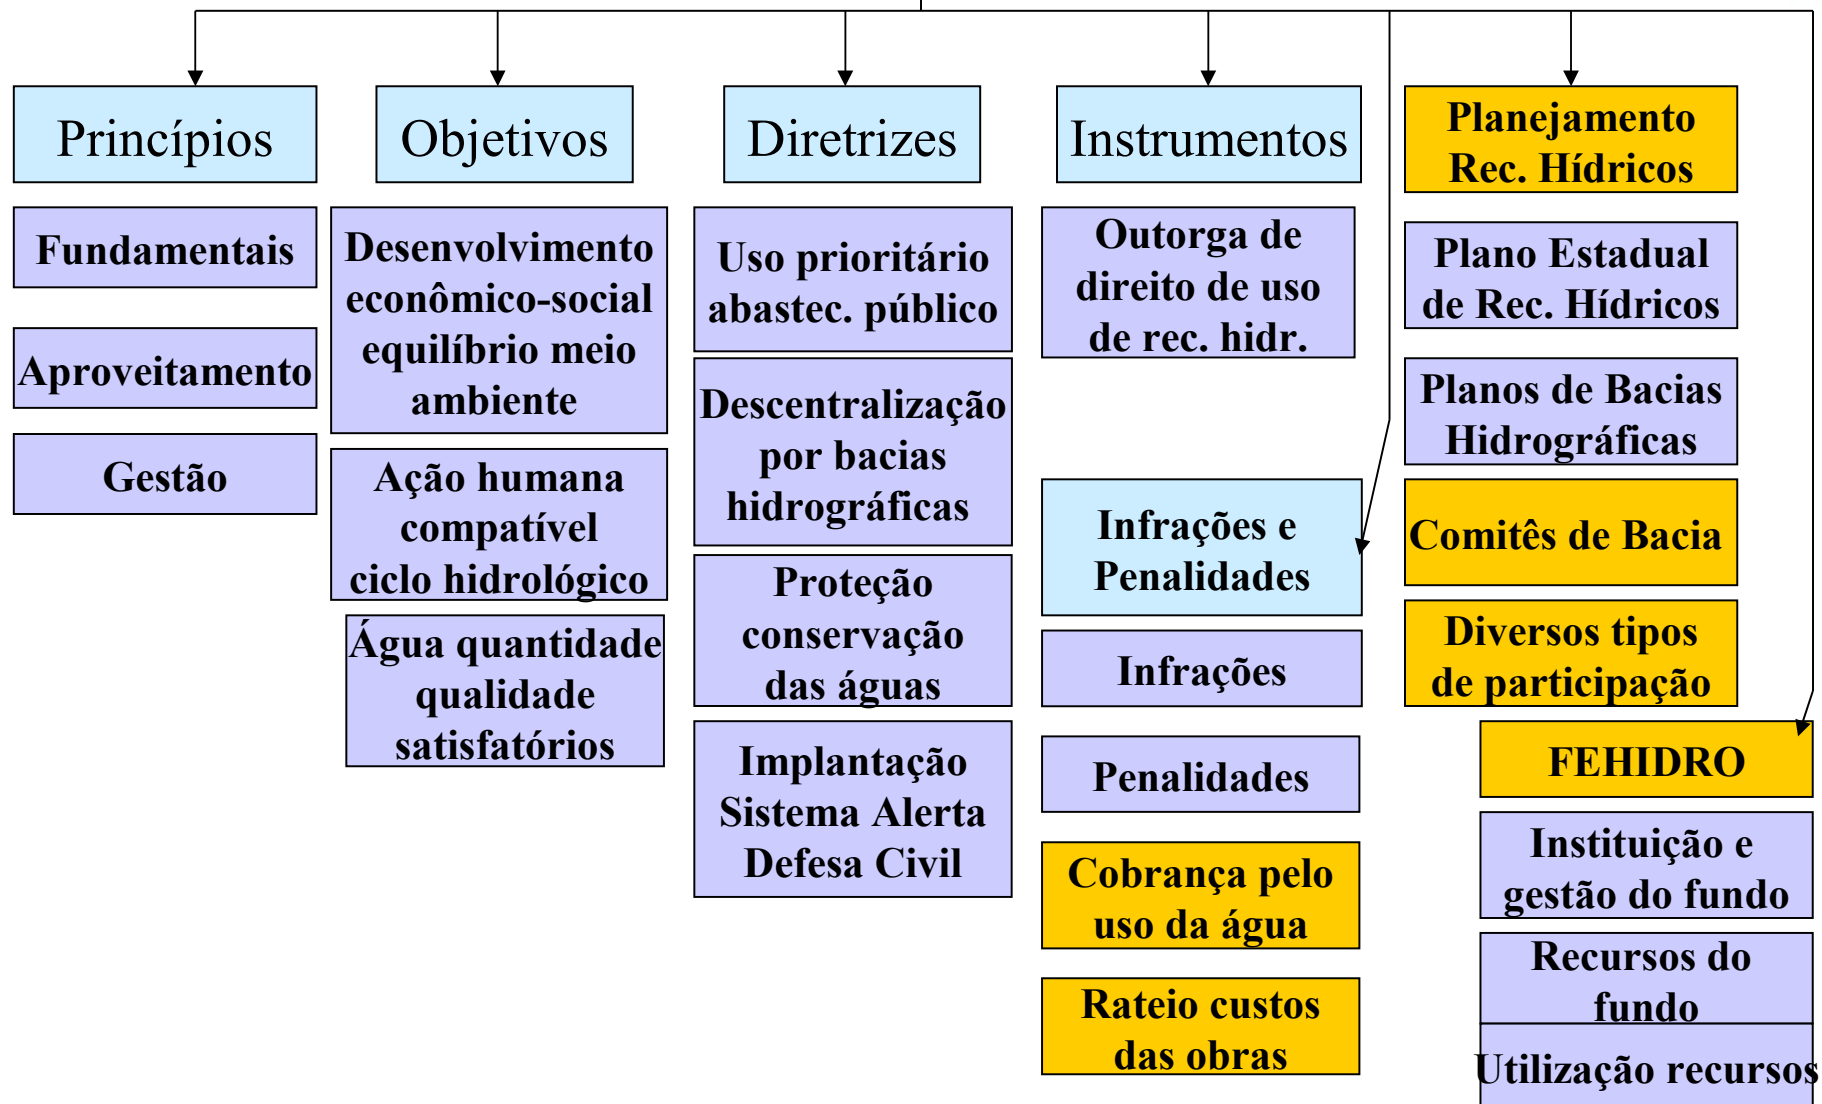 Princípios
Fundamentais
Aproveitamento
Gestão
Objetivos
Desenvolvimento
econômico-social
equilíbrio meio
ambiente
Ação humana
compatível
ciclo hidrológico
Água quantidade
qualidade
satisfatórios
Diretrizes
Uso prioritário
abastec. público
Descentralização
por bacias
hidrográficas
Proteção
conservação
das águas
Implantação
Sistema Alerta
Defesa Civil
Instrumentos
Outorga de
direito de uso
de rec. hidr.
Infrações e
Penalidades
Infrações
Penalidades
Cobrança pelo
uso da água
Rateio custos
das obras
Planejamento
Rec. Hídricos
Plano Estadual
de Rec. Hídricos
Planos de Bacias
Hidrográficas
Comitês de Bacia
Diversos tipos
de participação
FEHIDRO
Instituição e
gestão do fundo
Recursos do
fundo
Utilização recursos